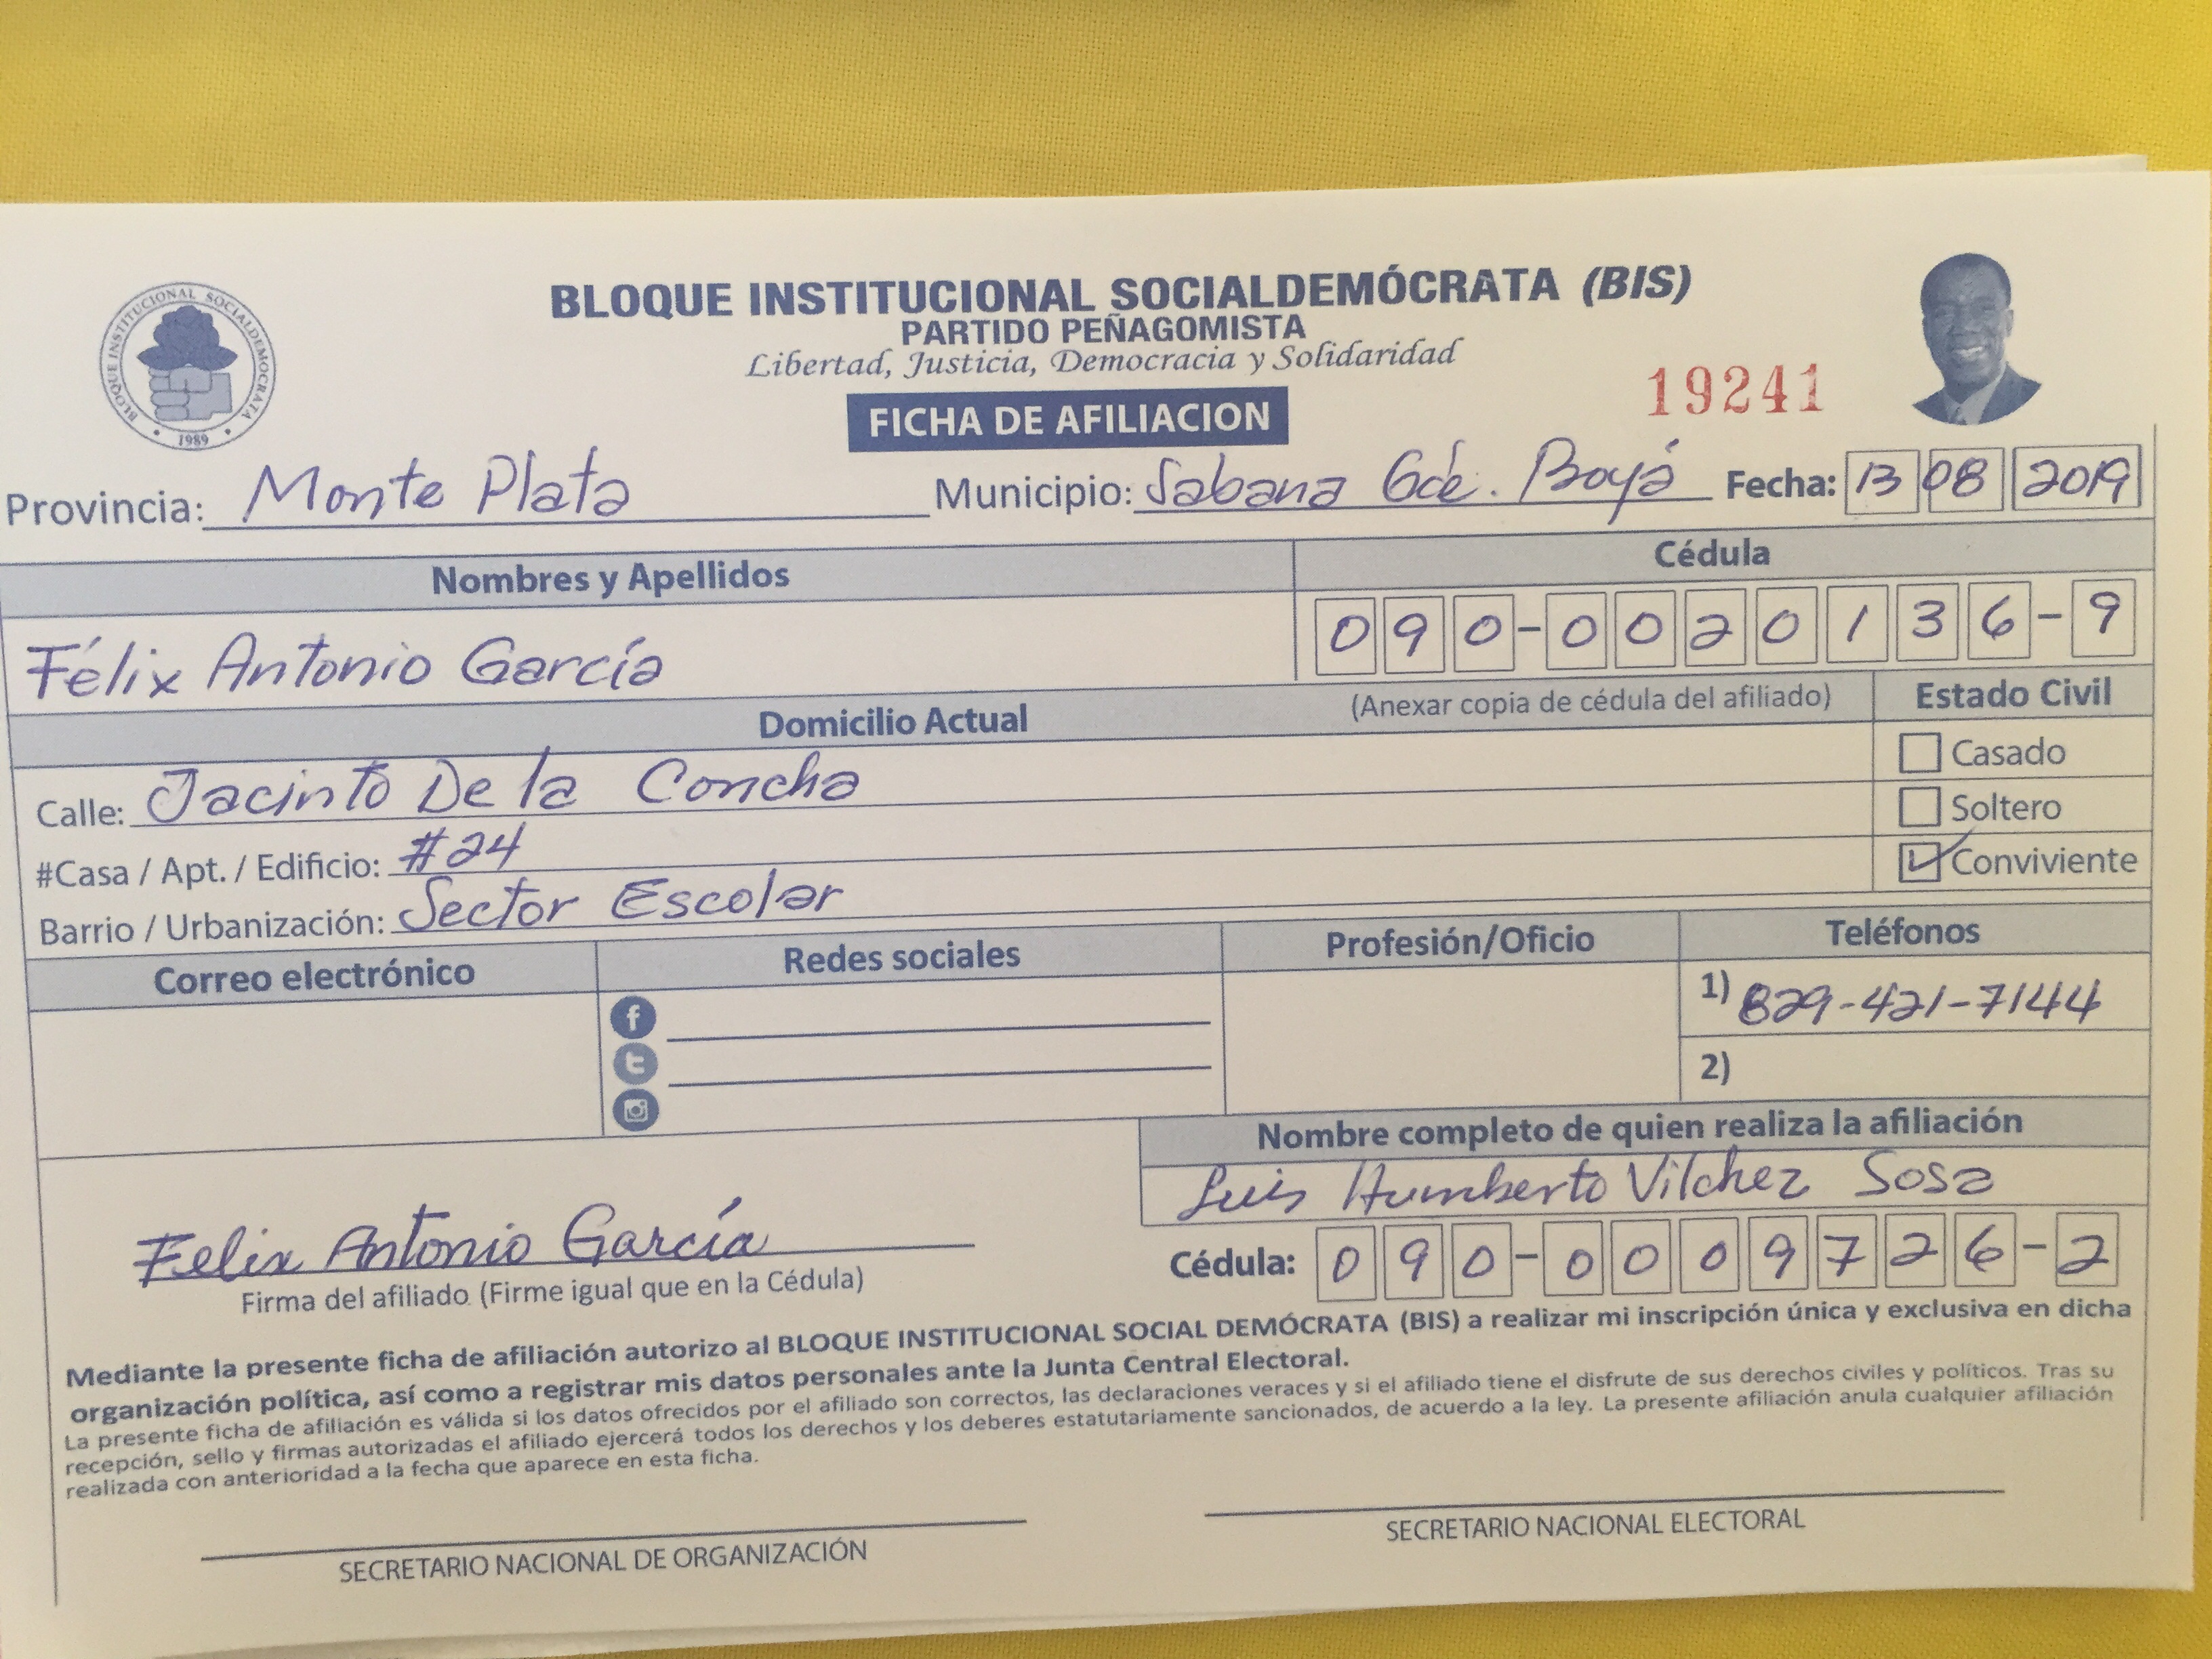 BLOQUE INSTITUCIONAL SOCIALDEMÓCRATA (BIS)
PARTIDO PEÑAGOMISTA
Libertad, Justicia, Democracia y Solidaridad
BLOQUE INSTITUCIONAL SOCIALDEMOCRATA
1989
19241
FICHA DE AFILIACION
Provincia: Monte Plata Municipio: Sabana Gde. Boyá Fecha: 13 08 2019
Nombres y Apellidos Cédula
Félix Antonio García 090-0020136-9
Domicilio Actual (Anexar copia de cédula del afiliado) Estado Civil
Calle: Jacinto De la Concha
Casado
#Casa / Apt. / Edificio: #24
Soltero
Barrio / Urbanización: Sector Escolar
Conviviente
Correo electrónico Redes sociales Profesión/Oficio Teléfonos
1) 829-421-7144
2)
Nombre completo de quien realiza la afiliación
Luis Humberto Vilchez Sosa
Felix Antonio García
Cédula: 090-0009726-2
Firma del afiliado (Firme igual que en la Cédula)
Mediante la presente ficha de afiliación autorizo al BLOQUE INSTITUCIONAL SOCIAL DEMÓCRATA (BIS) a realizar mi inscripción única y exclusiva en dicha
organización política, así como a registrar mis datos personales ante la Junta Central Electoral.
La presente ficha de afiliación es válida si los datos ofrecidos por el afiliado son correctos, las declaraciones veraces y si el afiliado tiene el disfrute de sus derechos civiles y políticos. Tras su
recepción, sello y firmas autorizadas el afiliado ejercerá todos los derechos y los deberes estatutariamente sancionados, de acuerdo a la ley. La presente afiliación anula cualquier afiliación
realizada con anterioridad a la fecha que aparece en esta ficha.
SECRETARIO NACIONAL DE ORGANIZACIÓN
SECRETARIO NACIONAL ELECTORAL